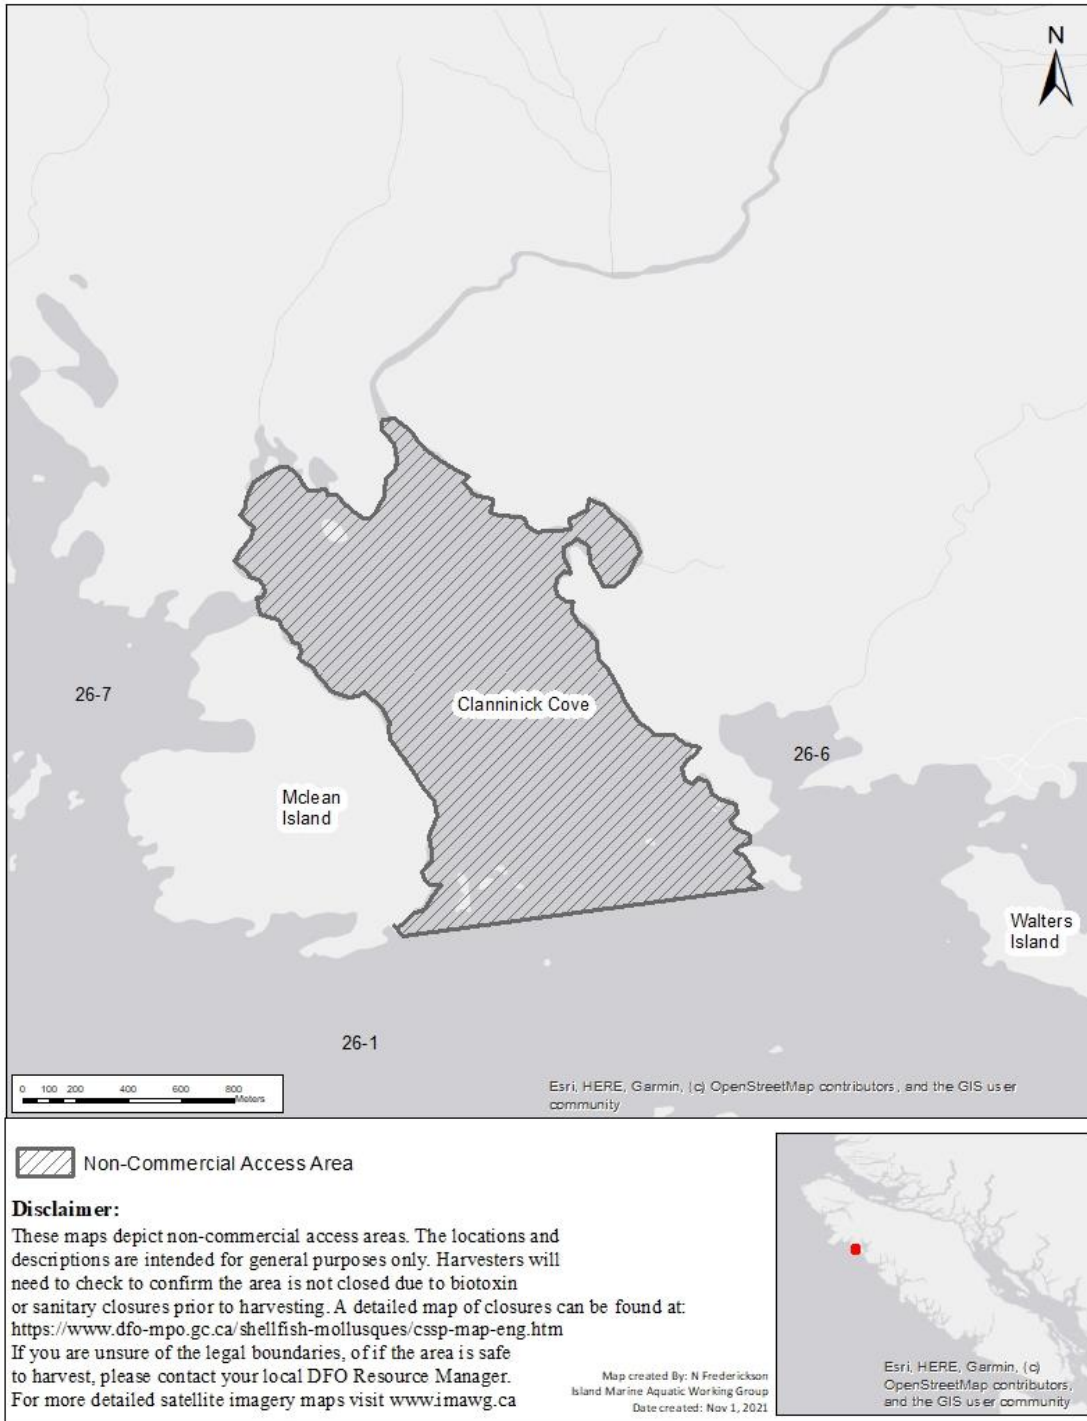 N
Clanninick Cove
26-7
26-6
Mclean
Island
Walters
Island
26-1
0 100 200 400 600 800
Meters
Esri, HERE, Garmin, (c) OpenStreetMap contributors, and the GIS user
community
Non-Commercial Access Area
Disclaimer:
These maps depict non-commercial access areas. The locations and
descriptions are intended for general purposes only. Harvesters will
need to check to confirm the area is not closed due to biotoxin
or sanitary closures prior to harvesting. A detailed map of closures can be found at:
https://www.dfo-mpo.gc.ca/shellfish-mollusques/cssp-map-eng.htm
If you are unsure of the legal boundaries, of if the area is safe
to harvest, please contact your local DFO Resource Manager.
For more detailed satellite imagery maps visit www.imawg.ca
Map created By: N Frederickson
Island Marine Aquatic Working Group
Date created: Nov 1, 2021
Esri, HERE, Garmin, (c)
OpenStreetMap contributors,
and the GIS user community